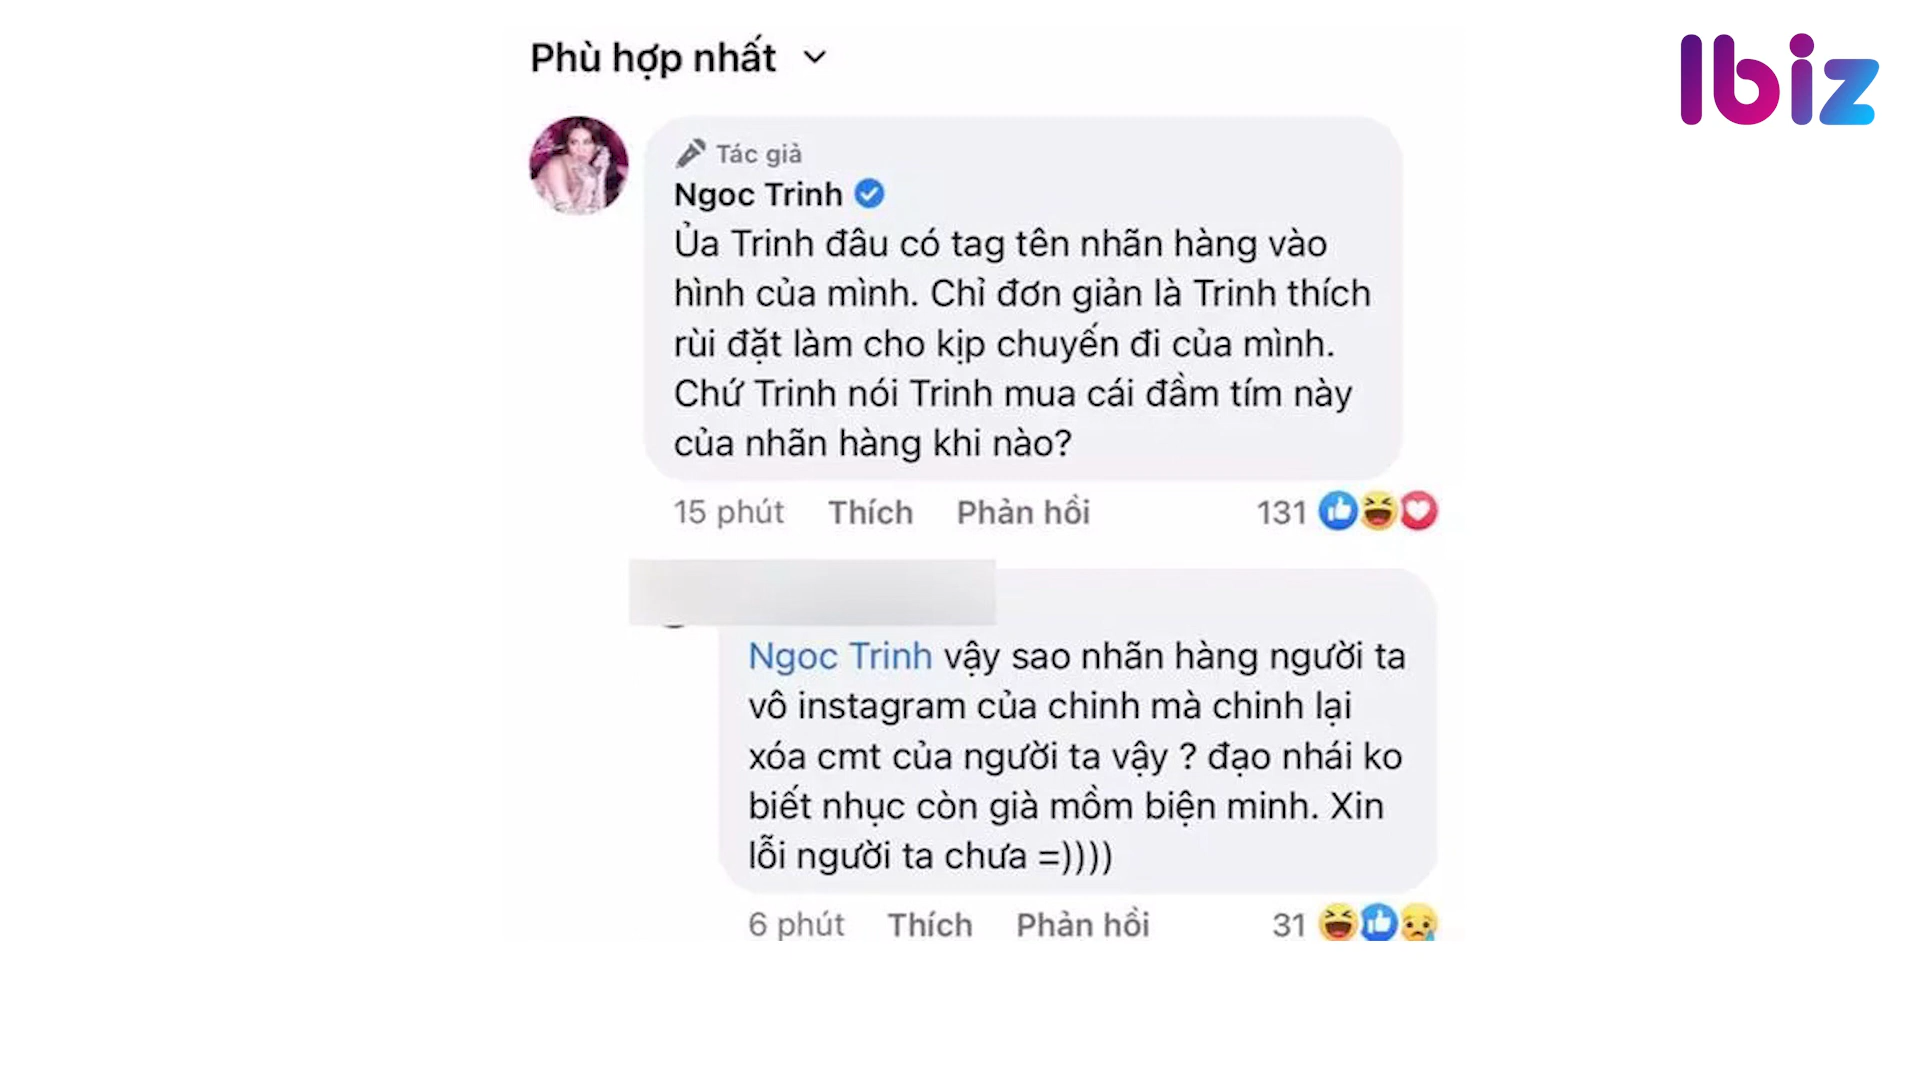 Ibiz
Phù hợp nhất
Tác giả
Ngoc Trinh
Ủa Trinh đâu có tag tên nhãn hàng vào
hình của mình. Chỉ đơn giản là Trinh thích
rùi đặt làm cho kịp chuyến đi của mình.
Chứ Trinh nói Trinh mua cái đầm tím này
của nhãn hàng khi nào?
15 phút Thích Phản hồi 131
Ngoc Trinh vậy sao nhãn hàng người ta
vô instagram của chinh mà chinh lại
xóa cmt của người ta vậy ? đạo nhái ko
biết nhục còn già mồm biện minh. Xin
lỗi người ta chưa =))))
6 phút Thích Phản hồi 31